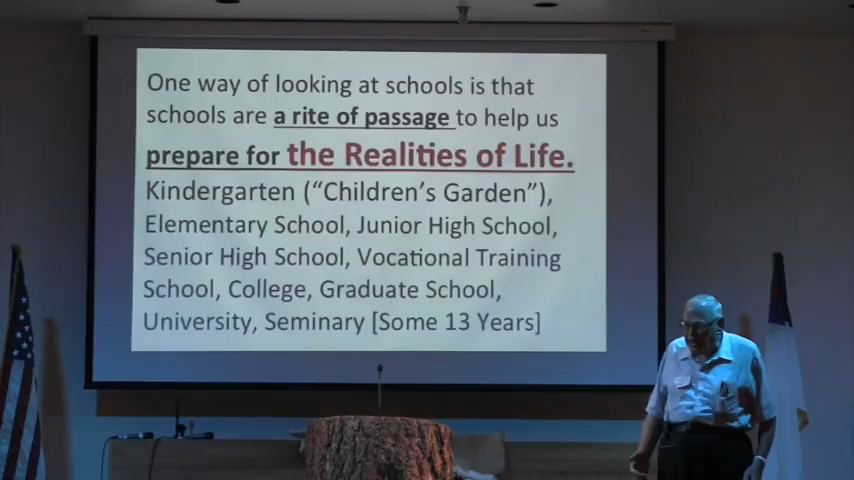 One way of looking at schools is that
schools are a rite of passage to help us
prepare for the Realities of Life.
Kindergarten (“Children’s Garden”),
Elementary School, Junior High School,
Senior High School, Vocational Training
School, College, Graduate School,
University, Seminary [Some 13 Years]